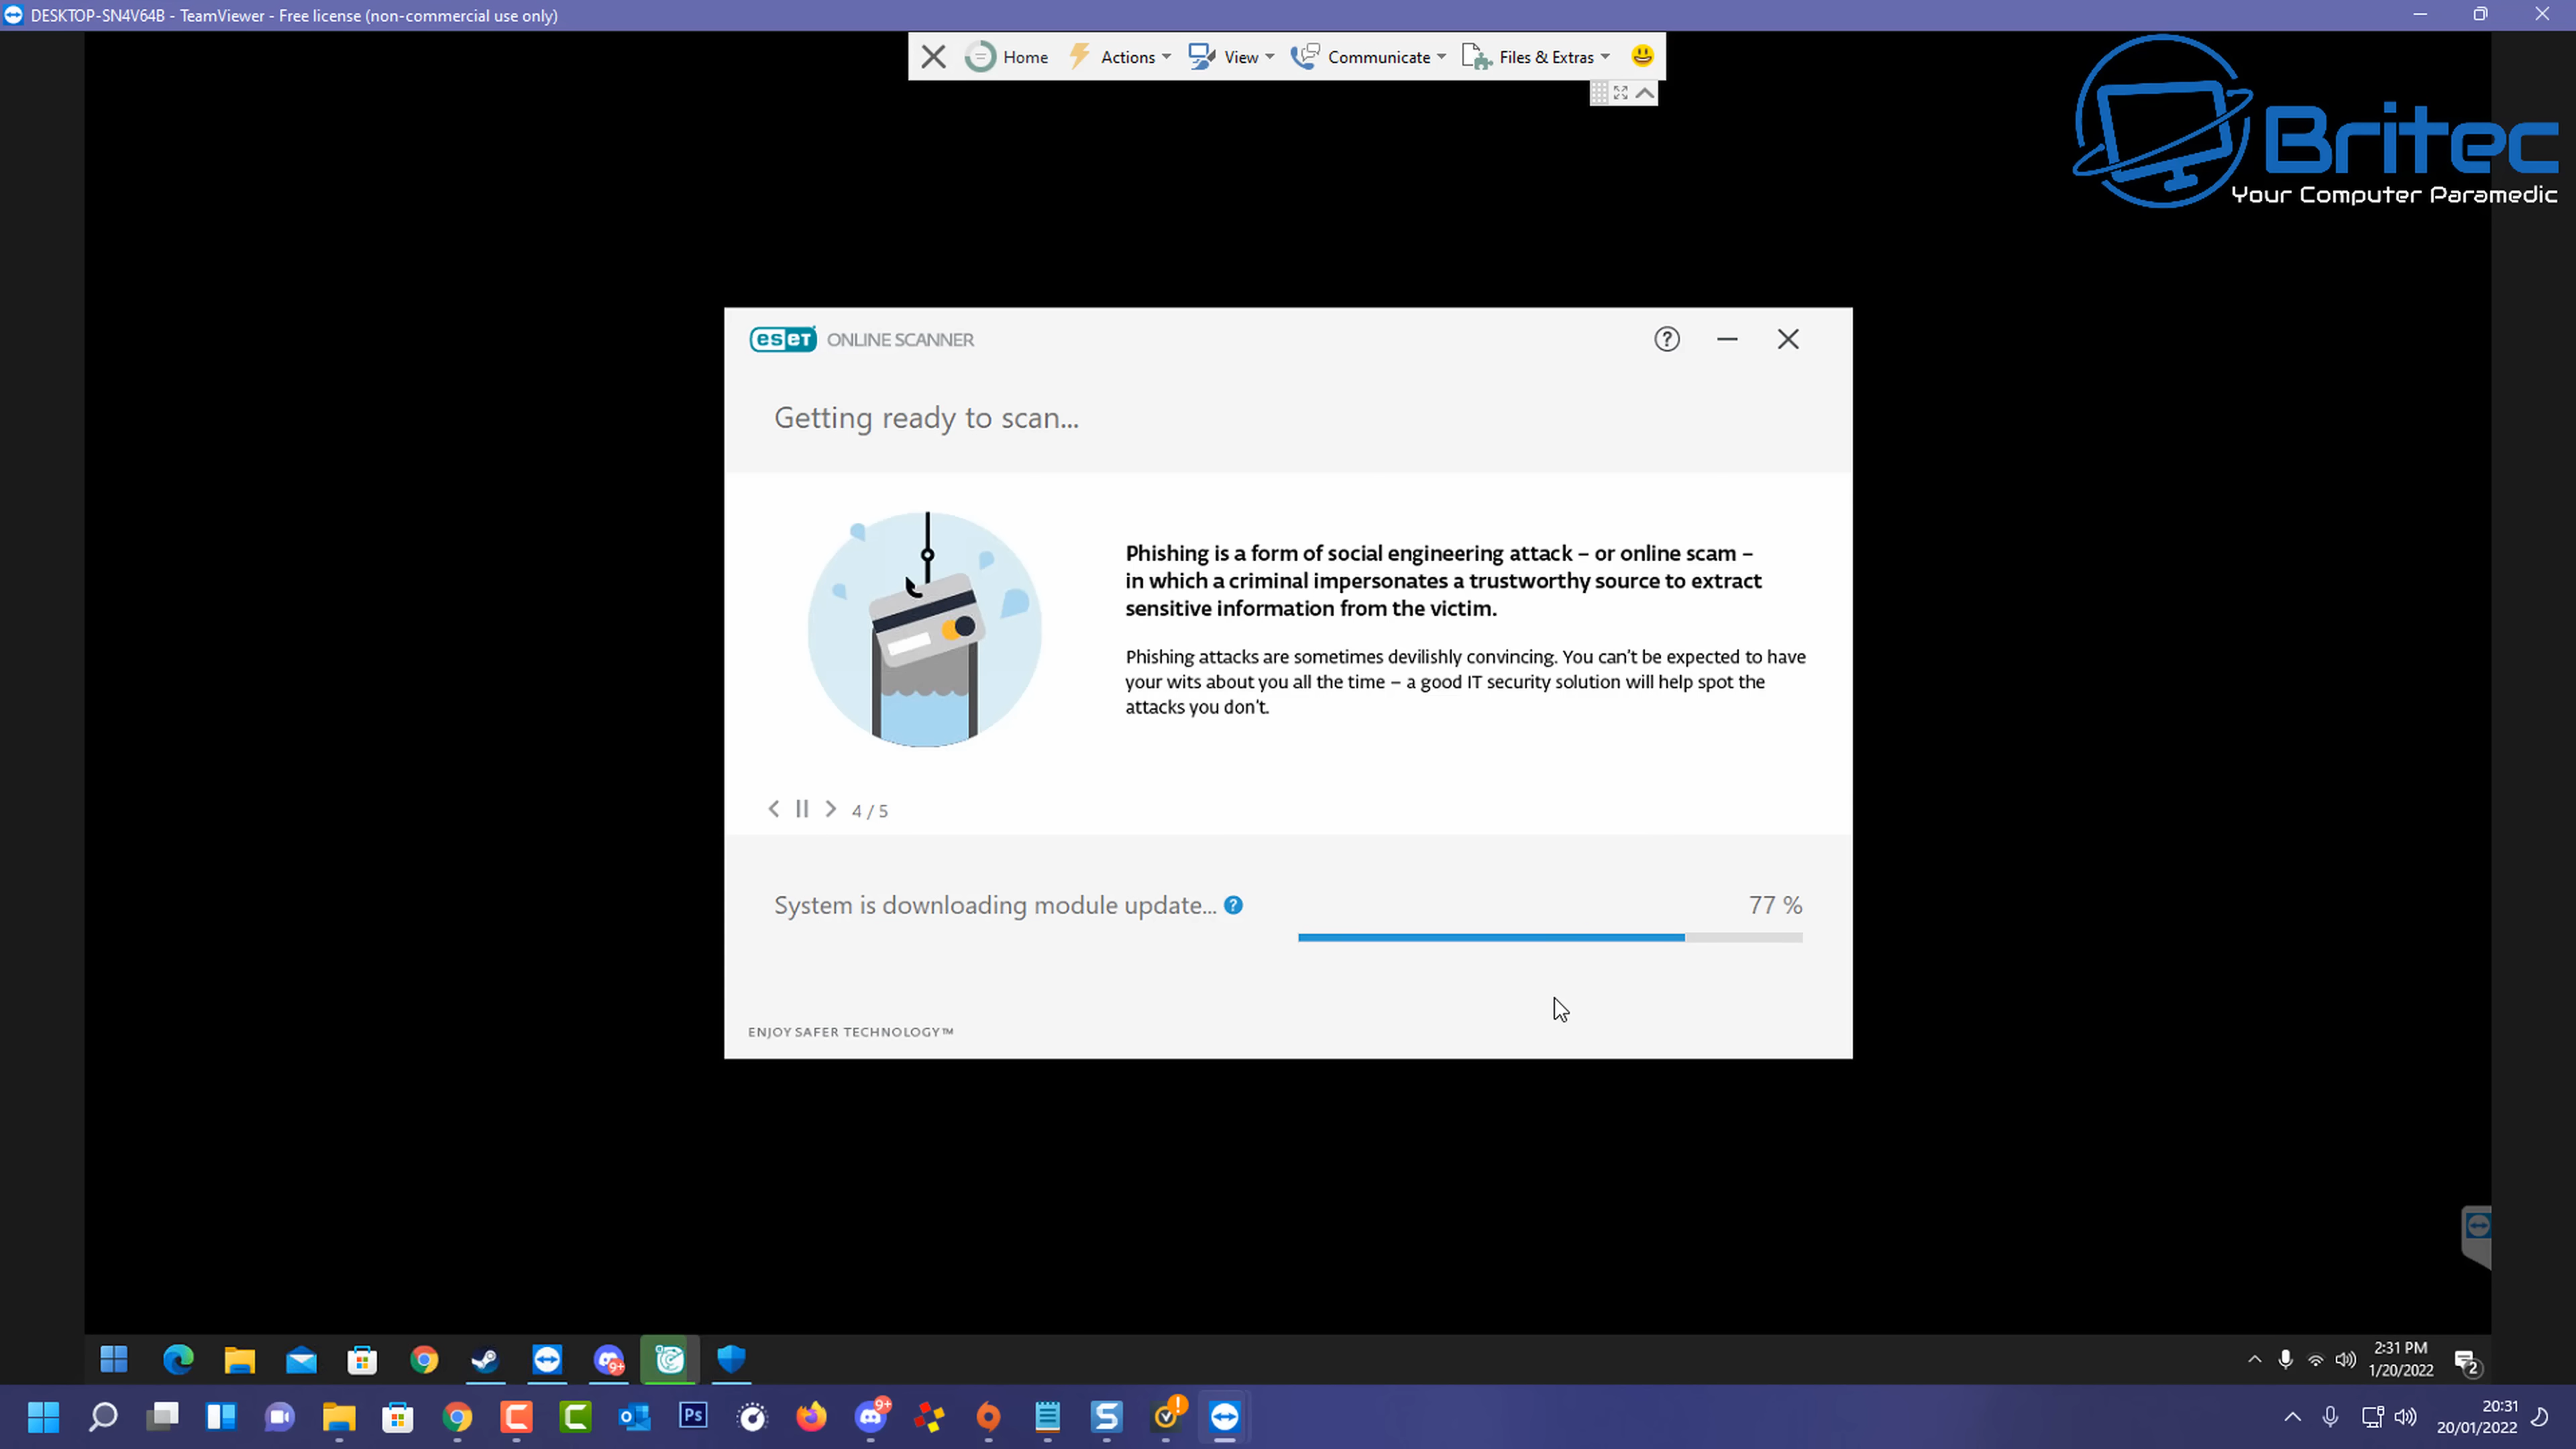 DESKTOP-SN4V64B - TeamViewer - Free license (non-commercial use only)
Home
Actions
View
Communicate
Files & Extras
Britec
Your Computer Paramedic
eseT ONLINE SCANNER
Getting ready to scan...
Phishing is a form of social engineering attack – or online scam –
in which a criminal impersonates a trustworthy source to extract
sensitive information from the victim.
Phishing attacks are sometimes devilishly convincing. You can't be expected to have
your wits about you all the time – a good IT security solution will help spot the
attacks you don't.
4 / 5
System is downloading module update...
77 %
ENJOY SAFER TECHNOLOGY™
9+
2:31 PM
1/20/2022
2
Ps
9+
S
20:31
20/01/2022